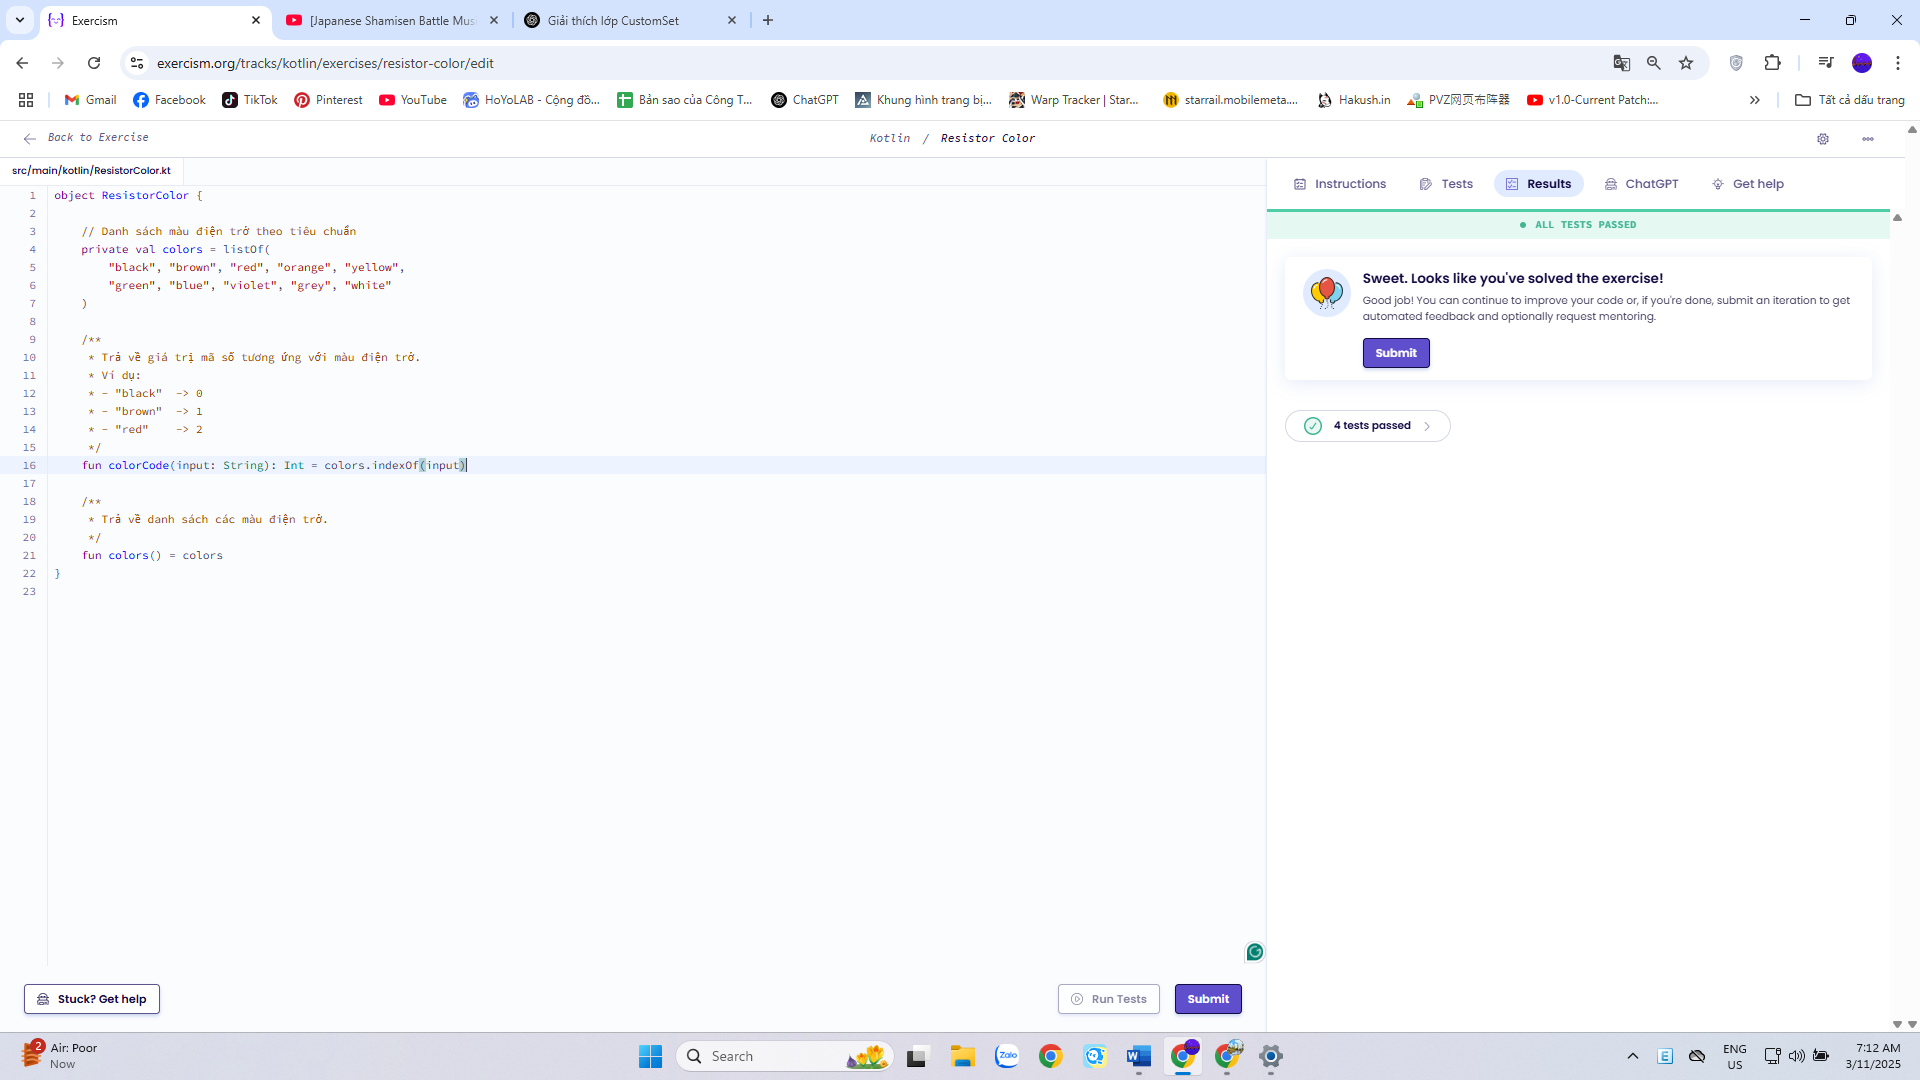 Exercism
[Japanese Shamisen Battle Mus
Giải thích lớp CustomSet
exercism.org/tracks/kotlin/exercises/resistor-color/edit
Gmail
Facebook
TikTok
Pinterest
YouTube
HoYoLAB - Cộng đồ...
Bản sao của Công T...
ChatGPT
Khung hình trang bị...
Warp Tracker | Star...
starrail.mobilemeta....
Hakush.in
PVZ网页布阵器
v1.0-Current Patch:...
Tất cả dấu trang
Back to Exercise
Kotlin / Resistor Color
src/main/kotlin/ResistorColor.kt
1 object ResistorColor {
2
3 // Danh sách màu điện trở theo tiêu chuẩn
4 private val colors = listOf(
5 "black", "brown", "red", "orange", "yellow",
6 "green", "blue", "violet", "grey", "white"
7 )
8
9 /**
10 * Trả về giá trị mã số tương ứng với màu điện trở.
11 * Ví dụ:
12 * - "black" -> 0
13 * - "brown" -> 1
14 * - "red" -> 2
15 */
16 fun colorCode(input: String): Int = colors.indexOf(input)
17
18 /**
19 * Trả về danh sách các màu điện trở.
20 */
21 fun colors() = colors
22 }
23
Stuck? Get help
Run Tests
Submit
Instructions
Tests
Results
ChatGPT
Get help
ALL TESTS PASSED
Sweet. Looks like you've solved the exercise!
Good job! You can continue to improve your code or, if you're done, submit an iteration to get
automated feedback and optionally request mentoring.
Submit
4 tests passed
2
Air: Poor
Now
Search
Zalo
W
E
ENG
US
7:12 AM
3/11/2025